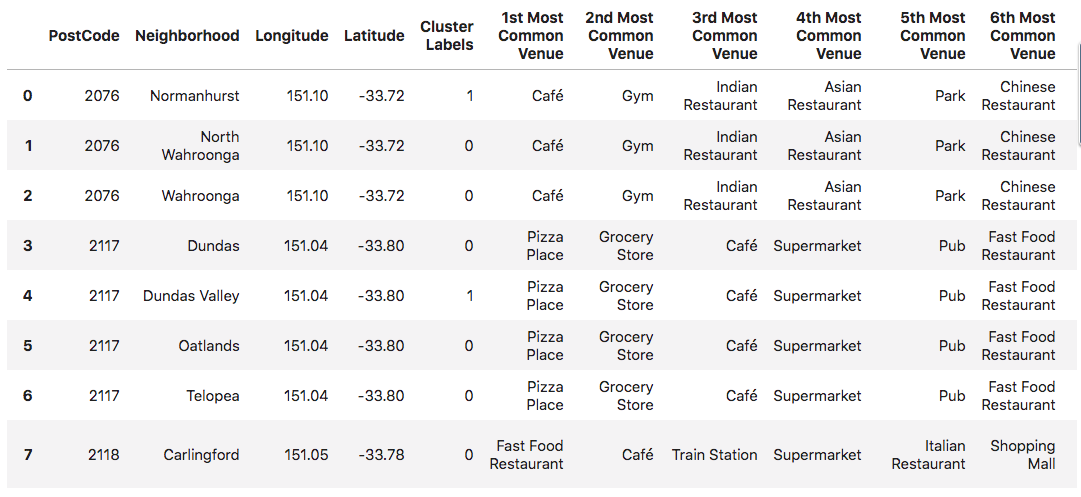 PostCode Neighborhood Longitude Latitude Cluster Labels 1st Most Common Venue 2nd Most Common Venue 3rd Most Common Venue 4th Most Common Venue 5th Most Common Venue 6th Most Common Venue
0 2076 Normanhurst 151.10 -33.72 1 Café Gym Indian Restaurant Asian Restaurant Park Chinese Restaurant
1 2076 North Wahroonga 151.10 -33.72 0 Café Gym Indian Restaurant Asian Restaurant Park Chinese Restaurant
2 2076 Wahroonga 151.10 -33.72 0 Café Gym Indian Restaurant Asian Restaurant Park Chinese Restaurant
3 2117 Dundas 151.04 -33.80 0 Pizza Place Grocery Store Café Supermarket Pub Fast Food Restaurant
4 2117 Dundas Valley 151.04 -33.80 1 Pizza Place Grocery Store Café Supermarket Pub Fast Food Restaurant
5 2117 Oatlands 151.04 -33.80 0 Pizza Place Grocery Store Café Supermarket Pub Fast Food Restaurant
6 2117 Telopea 151.04 -33.80 0 Pizza Place Grocery Store Café Supermarket Pub Fast Food Restaurant
7 2118 Carlingford 151.05 -33.78 0 Fast Food Restaurant Café Train Station Supermarket Italian Restaurant Shopping Mall